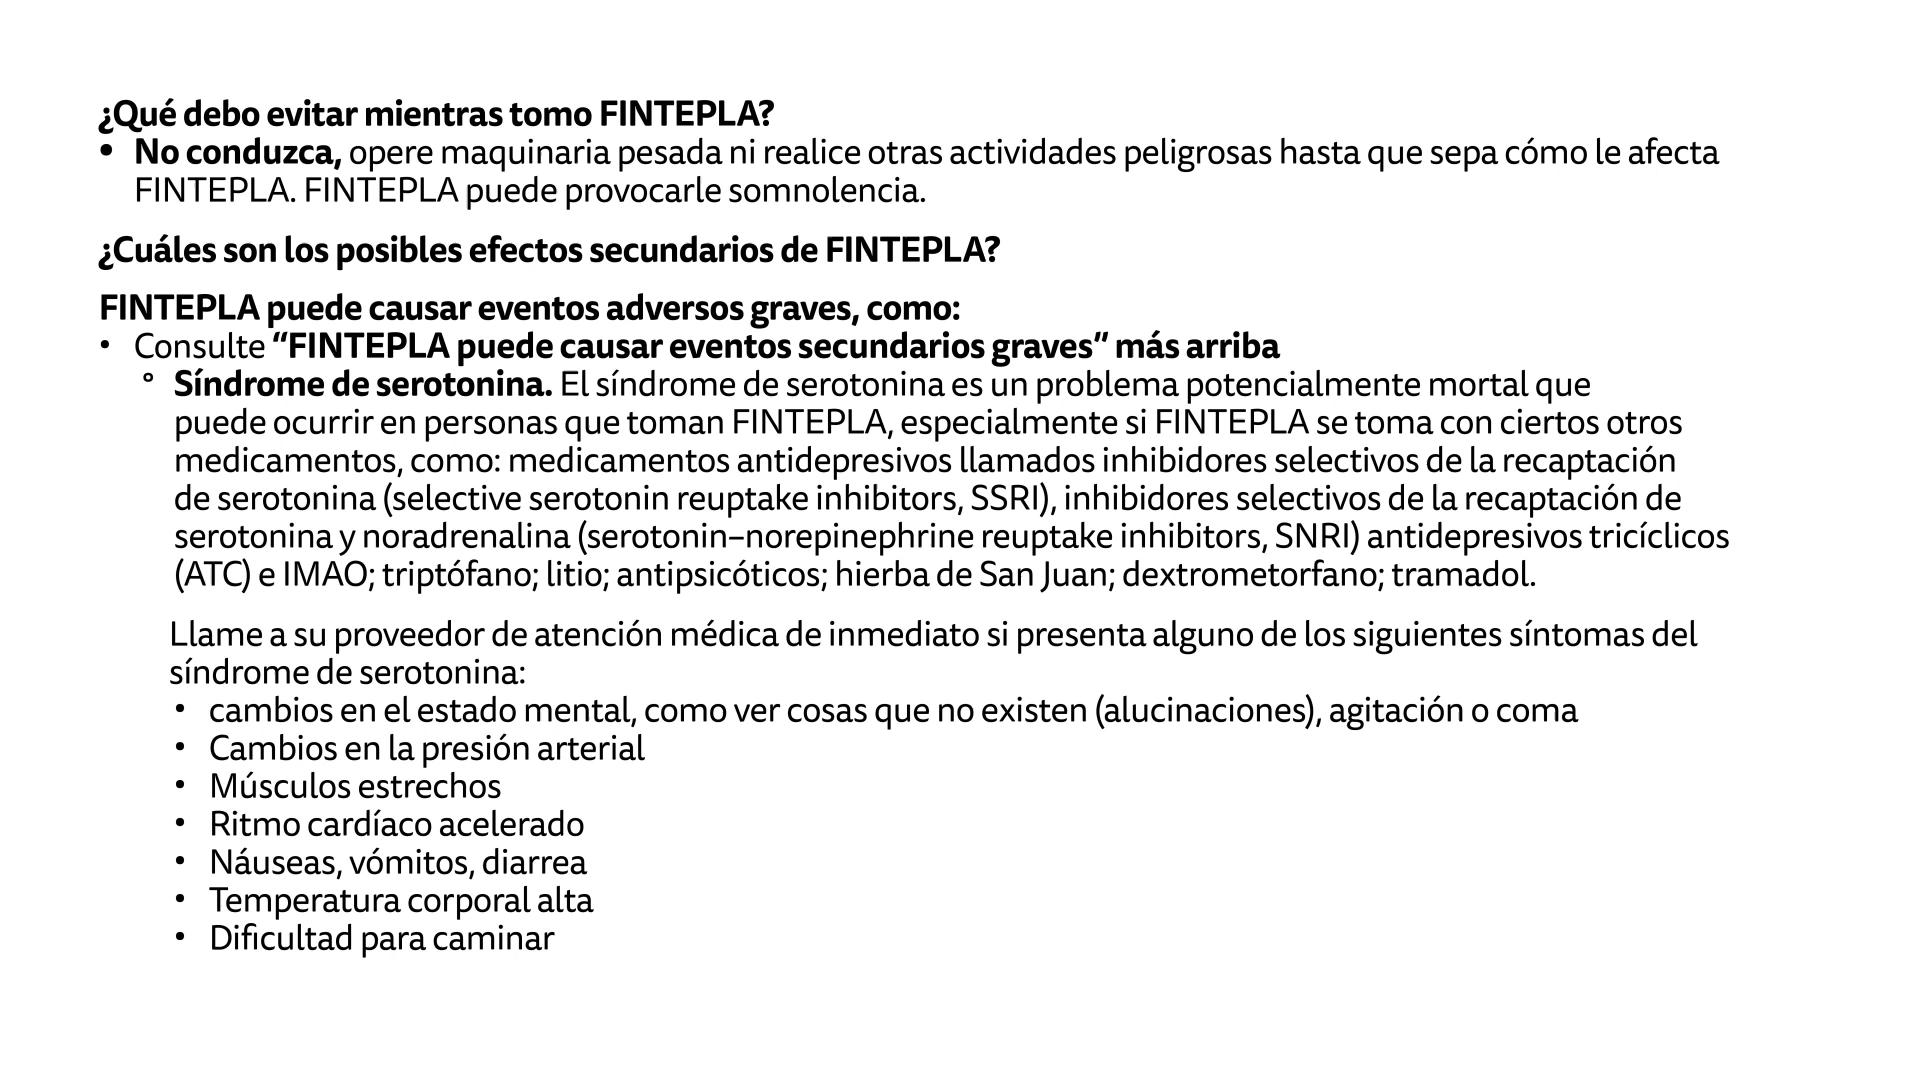 ¿Qué debo evitar mientras tomo FINTEPLA?
• No conduzca, opere maquinaria pesada ni realice otras actividades peligrosas hasta que sepa cómo le afecta
FINTEPLA. FINTEPLA puede provocarle somnolencia.
¿Cuáles son los posibles efectos secundarios de FINTEPLA?
FINTEPLA puede causar eventos adversos graves, como:
• Consulte “FINTEPLA puede causar eventos secundarios graves” más arriba
° Síndrome de serotonina. El síndrome de serotonina es un problema potencialmente mortal que
puede ocurrir en personas que toman FINTEPLA, especialmente si FINTEPLA se toma con ciertos otros
medicamentos, como: medicamentos antidepresivos llamados inhibidores selectivos de la recaptación
de serotonina (selective serotonin reuptake inhibitors, SSRI), inhibidores selectivos de la recaptación de
serotonina y noradrenalina (serotonin–norepinephrine reuptake inhibitors, SNRI) antidepresivos tricíclicos
(ATC) e IMAO; triptófano; litio; antipsicóticos; hierba de San Juan; dextrometorfano; tramadol.
Llame a su proveedor de atención médica de inmediato si presenta alguno de los siguientes síntomas del
síndrome de serotonina:
• cambios en el estado mental, como ver cosas que no existen (alucinaciones), agitación o coma
• Cambios en la presión arterial
• Músculos estrechos
• Ritmo cardíaco acelerado
• Náuseas, vómitos, diarrea
• Temperatura corporal alta
• Dificultad para caminar